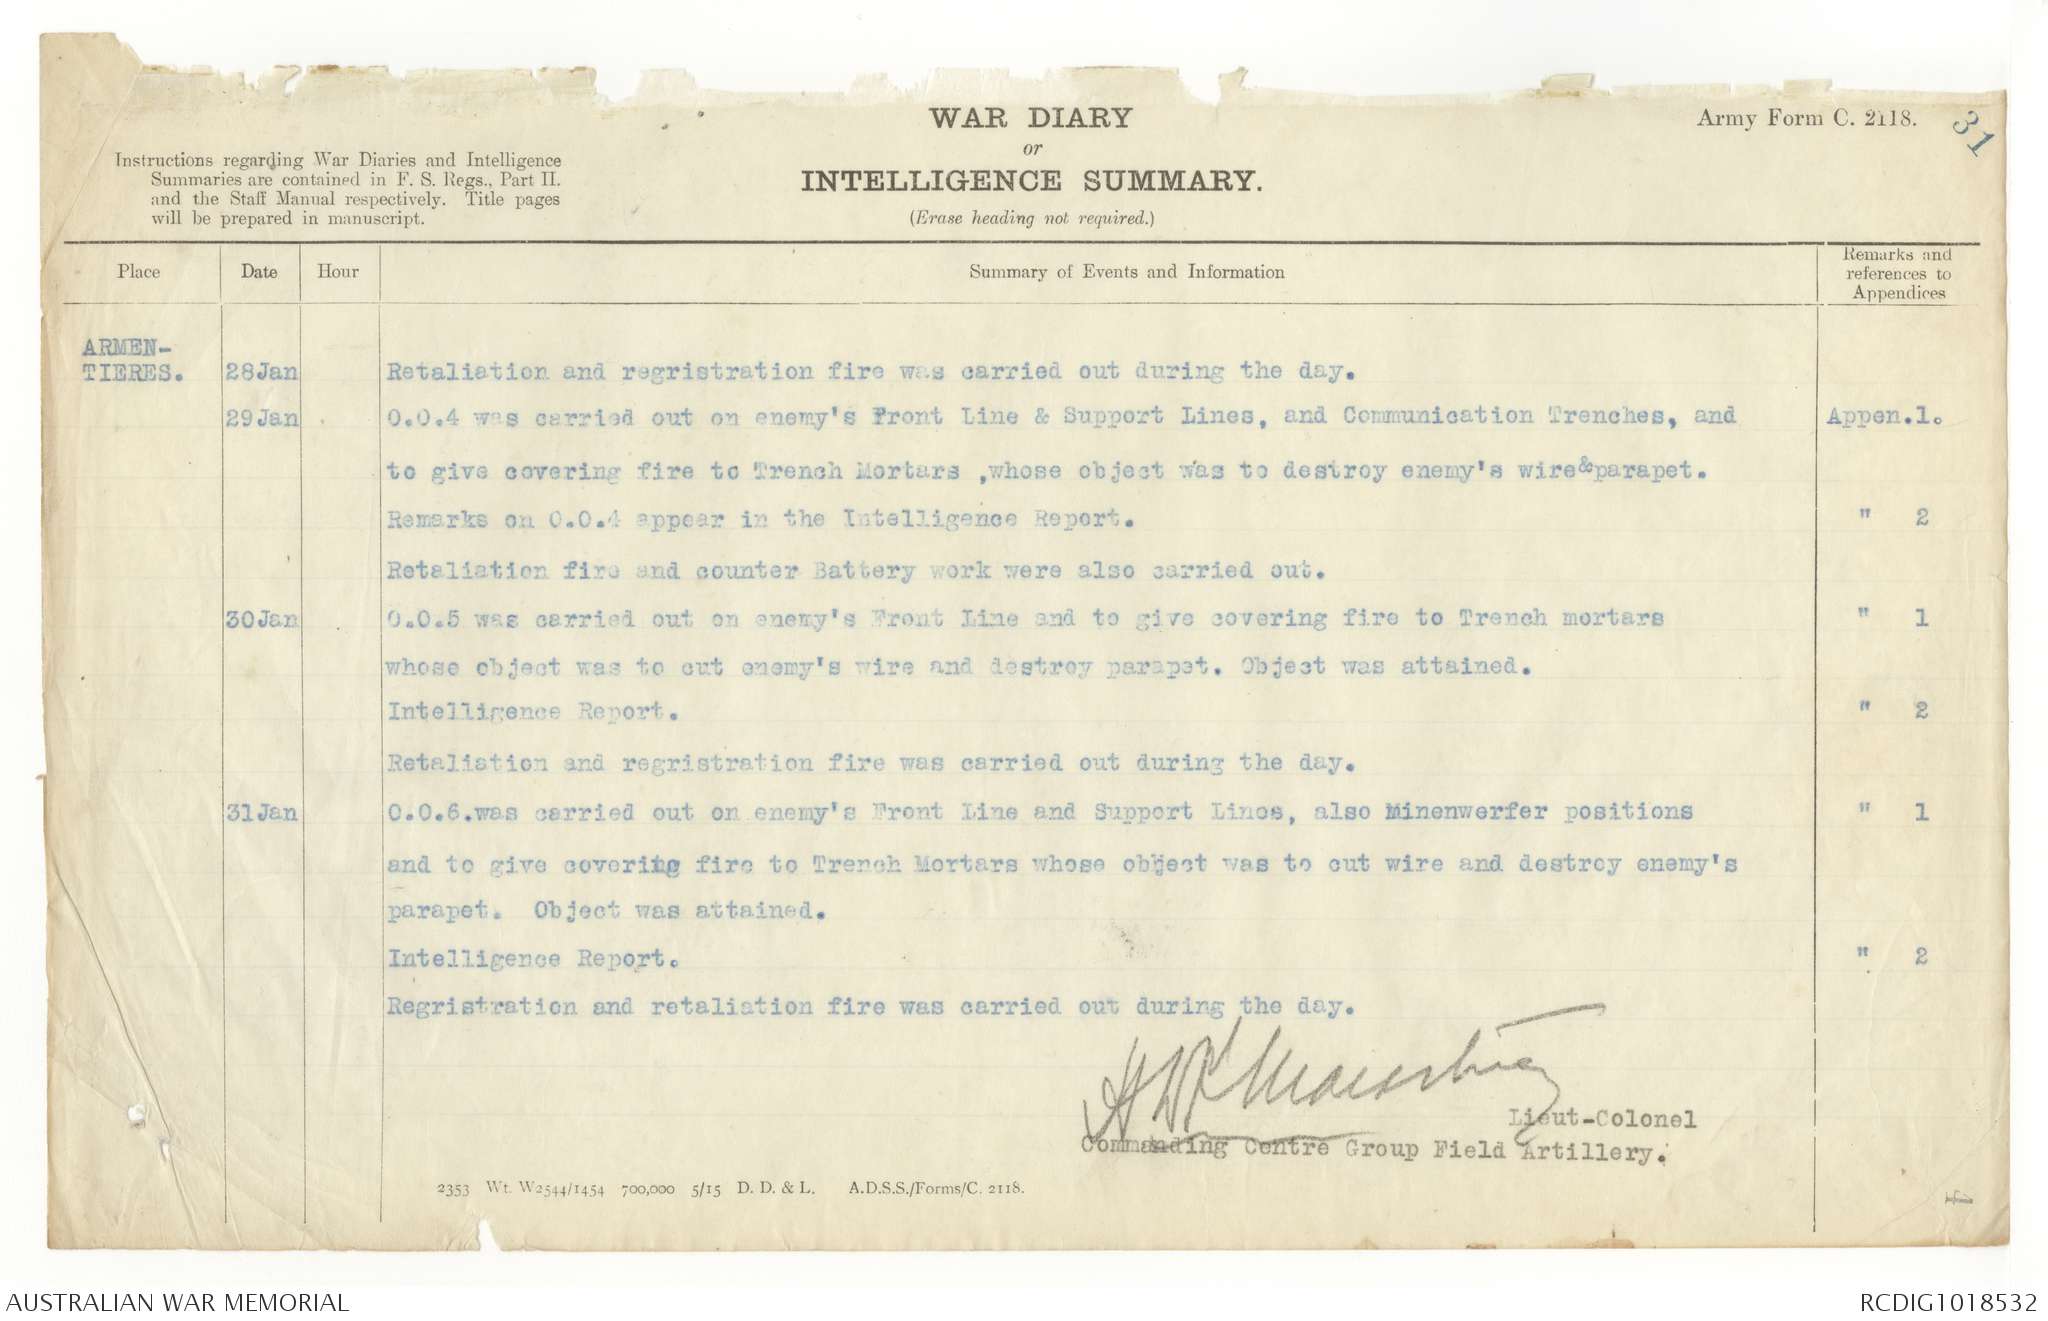 WAR DIARY
or
INTELLIGENCE SUMMARY.
(Erase heading not required.)
Army Form C. 2118.
31
Instructions regarding War Diaries and Intelligence
Summaries are contained in F. S. Regs., Part II.
and the Staff Manual respectively. Title pages
will be prepared in manuscript.
Place Date Hour Summary of Events and Information Remarks and references to Appendices
ARMEN-
TIERES. 28Jan Retaliation and regristration fire was carried out during the day.
29Jan O.O.4 was carried out on enemy's Front Line & Support Lines, and Communication Trenches, and Appen.1.
to give covering fire to Trench Mortars ,whose object was to destroy enemy's wire&parapet.
Remarks on O.O.4 appear in the Intelligence Report. " 2
Retaliation fire and counter Battery work were also carried out.
30Jan O.O.5 was carried out on enemy's Front Line and to give covering fire to Trench mortars " 1
whose object was to cut enemy's wire and destroy parapet. Object was attained.
Intelligence Report. " 2
Retaliation and regristration fire was carried out during the day.
31Jan O.O.6.was carried out on enemy's Front Line and Support Lines, also Minenwerfer positions " 1
and to give covering fire to Trench Mortars whose object was to cut wire and destroy enemy's
parapet. Object was attained.
Intelligence Report. " 2
Regristration and retaliation fire was carried out during the day.
Lieut-Colonel
Commanding Centre Group Field Artillery.
2353 Wt. W2544/1454 700,000 5/15 D. D. & L. A.D.S.S./Forms/C. 2118.
AUSTRALIAN WAR MEMORIAL
RCDIG1018532